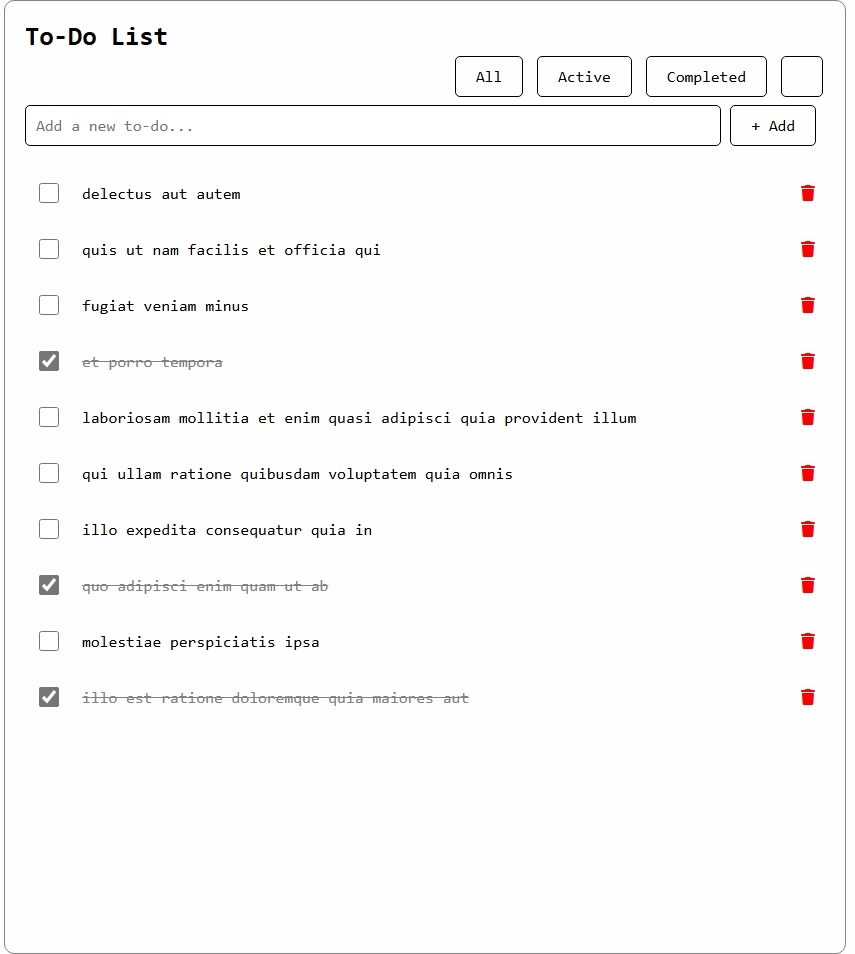 To-Do List
All Active Completed
Add a new to-do... + Add
delectus aut autem
quis ut nam facilis et officia qui
fugiat veniam minus
et porro tempora
laboriosam mollitia et enim quasi adipisci quia provident illum
qui ullam ratione quibusdam voluptatem quia omnis
illo expedita consequatur quia in
quo adipisci enim quam ut ab
molestiae perspiciatis ipsa
illo est ratione doloremque quia maiores aut